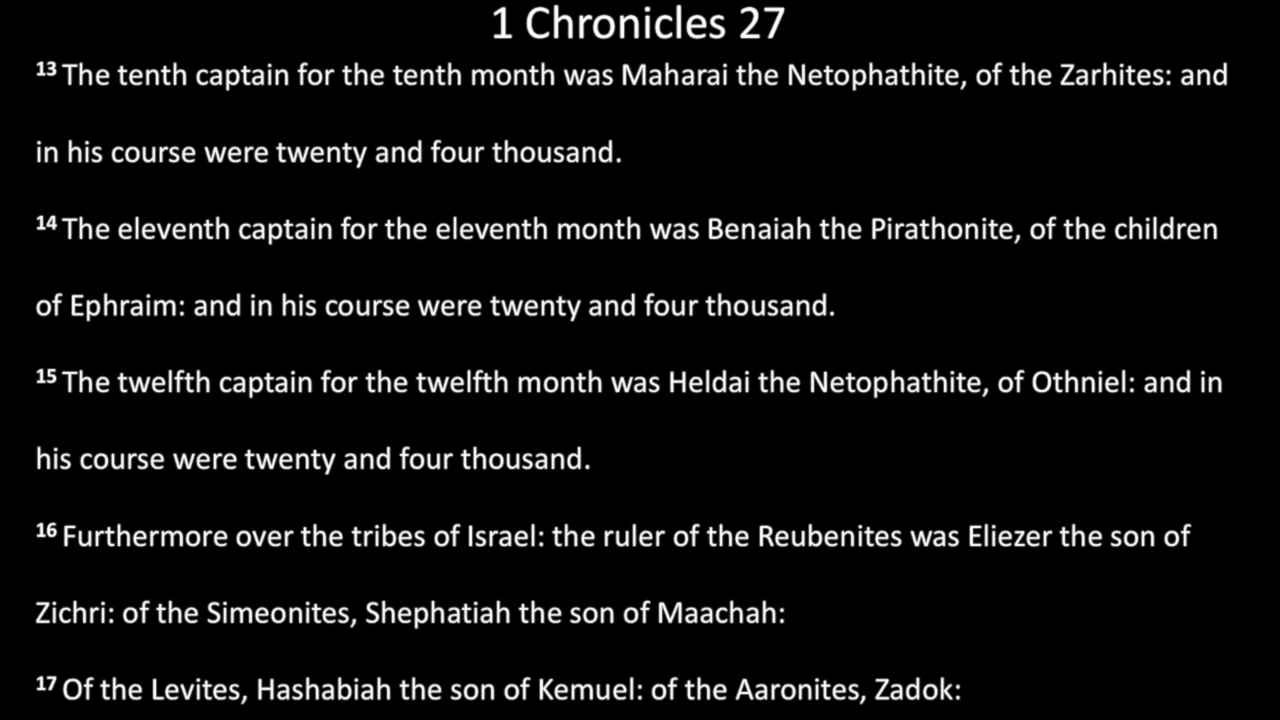 1 Chronicles 27
13 The tenth captain for the tenth month was Maharai the Netophathite, of the Zarhites: and
in his course were twenty and four thousand.
14 The eleventh captain for the eleventh month was Benaiah the Pirathonite, of the children
of Ephraim: and in his course were twenty and four thousand.
15 The twelfth captain for the twelfth month was Heldai the Netophathite, of Othniel: and in
his course were twenty and four thousand.
16 Furthermore over the tribes of Israel: the ruler of the Reubenites was Eliezer the son of
Zichri: of the Simeonites, Shephatiah the son of Maachah:
17 Of the Levites, Hashabiah the son of Kemuel: of the Aaronites, Zadok: